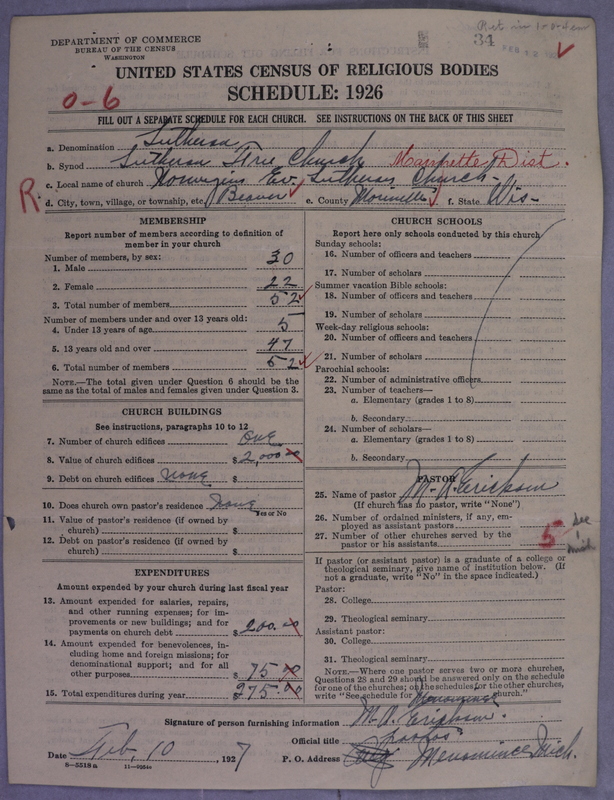 DEPARTMENT OF COMMERCE
BUREAU OF THE CENSUS
WASHINGTON
34
UNITED STATES CENSUS OF RELIGIOUS BODIES
SCHEDULE: 1926
0-6
FILL OUT A SEPARATE SCHEDULE FOR EACH CHURCH. SEE INSTRUCTIONS ON THE BACK OF THIS SHEET
a. Denomination Lutheran
b. Synod Lutheran Free Church Marinette Dist.
c. Local name of church Norwegian Ev. Lutheran Church
R d. City, town, village, or township, etc. Beaver e. County f. State Wis-
MEMBERSHIP
Report number of members according to definition of
member in your church
Number of members, by sex:
1. Male 30
2. Female 22
3. Total number of members 52
Number of members under and over 13 years old:
4. Under 13 years of age 5
5. 13 years old and over 47
6. Total number of members 52
NOTE.—The total given under Question 6 should be
same as the total of males and females given under Question 3.
CHURCH BUILDINGS
See instructions, paragraphs 10 to 12
7. Number of church edifices One
8. Value of church edifices $2,000.00
9. Debt on church edifices None $
10. Does church own pastor's residence None
Yes or No
11. Value of pastor's residence (if owned by
church) $
12. Debt on pastor's residence (if owned by
church) $
EXPENDITURES
Amount expended by your church during last fiscal year
13. Amount expended for salaries, repairs,
and other running expenses; for im-
provements or new buildings; and for
payments on church debt $200.00
14. Amount expended for benevolences, in-
cluding home and foreign missions; for
denominational support; and for all
other purposes $75.00
15. Total expenditures during year $275.00
CHURCH SCHOOLS
Report here only schools conducted by this church
Sunday schools:
16. Number of officers and teachers
17. Number of scholars
Summer vacation Bible schools:
18. Number of officers and teachers
19. Number of scholars
Week-day religious schools:
20. Number of officers and teachers
21. Number of scholars
Parochial schools:
22. Number of administrative officers
23. Number of teachers—
a. Elementary (grades 1 to 8)
b. Secondary
24. Number of scholars—
a. Elementary (grades 1 to 8)
b. Secondary
PASTOR
25. Name of pastor
(If church has no pastor, write "None")
26. Number of ordained ministers, if any, em-
ployed as assistant pastors
27. Number of other churches served by the
pastor or his assistants 5 See
If pastor (or assistant pastor) is a graduate of a college or
theological seminary, give name of institution below. (If
not a graduate, write "No" in the space indicated.)
Pastor:
28. College
29. Theological seminary
Assistant pastor:
30. College
31. Theological seminary
NOTE.—Where one pastor serves two or more churches,
Questions 28 and 29 should be answered only on the schedule
for one of the churches; on the schedules for the other churches,
write "See schedule for Menominee church."
Signature of person furnishing information
Official title
Date Feb, 10, 1927 P. O. Address Menominee Mich.
8-5518a 11-9554